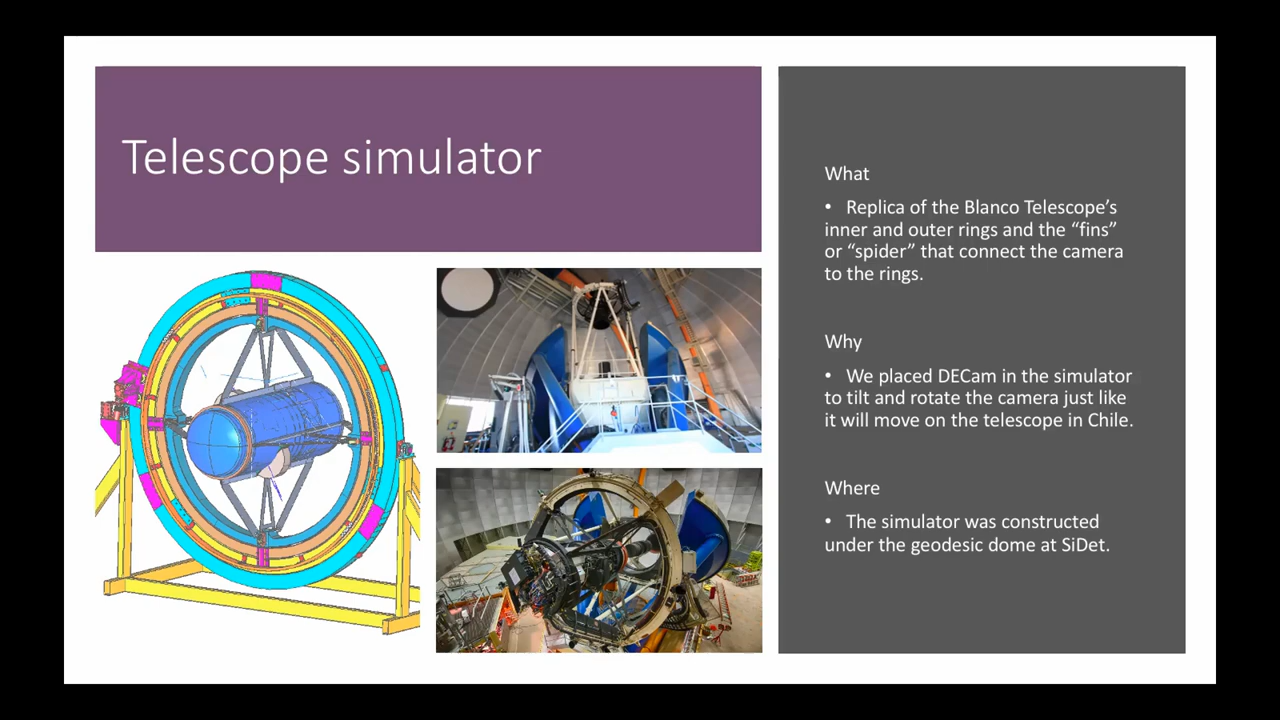 Telescope simulator
What
• Replica of the Blanco Telescope’s
inner and outer rings and the “fins”
or “spider” that connect the camera
to the rings.
Why
• We placed DECam in the simulator
to tilt and rotate the camera just like
it will move on the telescope in Chile.
Where
• The simulator was constructed
under the geodesic dome at SiDet.